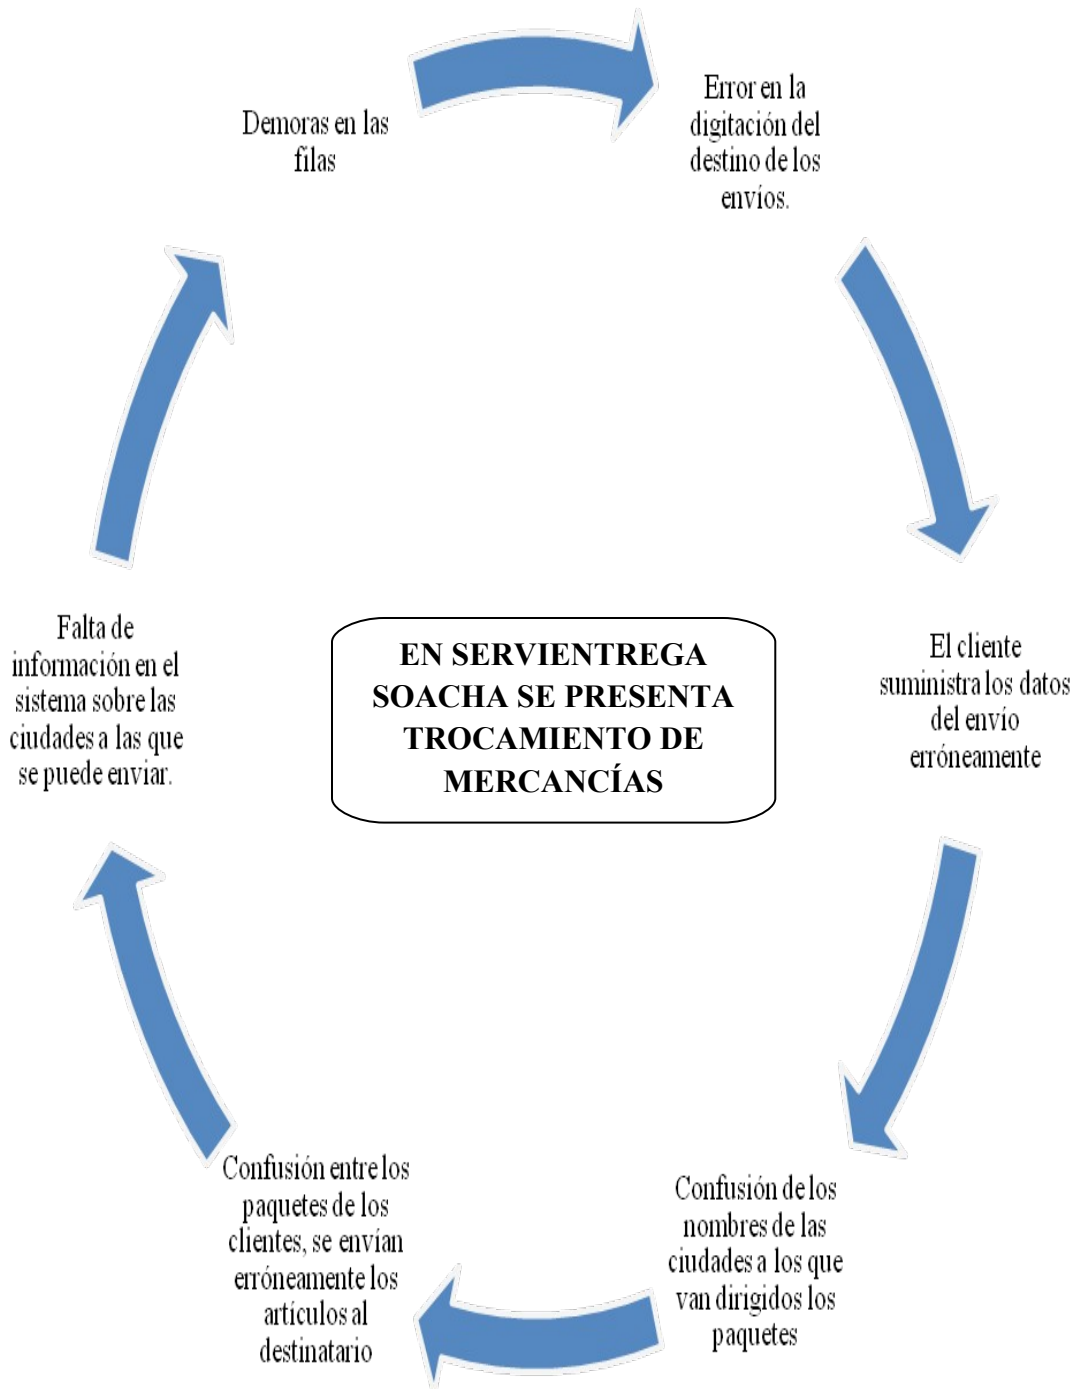 Demoras en las
filas
Error en la
digitación del
destino de los
envíos.
El cliente
suministra los datos
del envío
erróneamente
Confusión de los
nombres de las
ciudades a los que
van dirigidos los
paquetes
Confusión entre los
paquetes de los
clientes, se envían
erróneamente los
artículos al
destinatario
Falta de
información en el
sistema sobre las
ciudades a las que
se puede enviar.
EN SERVIENTREGA
SOACHA SE PRESENTA
TROCAMIENTO DE
MERCANCÍAS